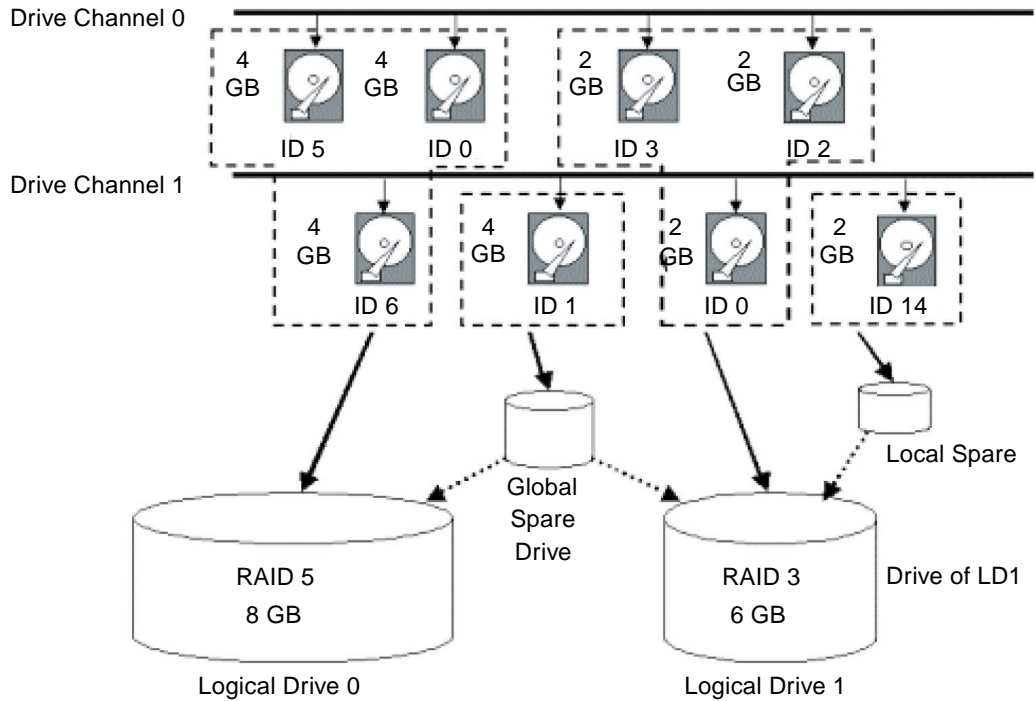 Drive Channel 0
4
GB
4
GB
2
GB
2
GB
ID 5
ID 0
ID 3
ID 2
Drive Channel 1
4
GB
4
GB
2
GB
2
GB
ID 6
ID 1
ID 0
ID 14
Local Spare
Global
Spare
Drive
RAID 5
8 GB
RAID 3
6 GB
Drive of LD1
Logical Drive 0
Logical Drive 1